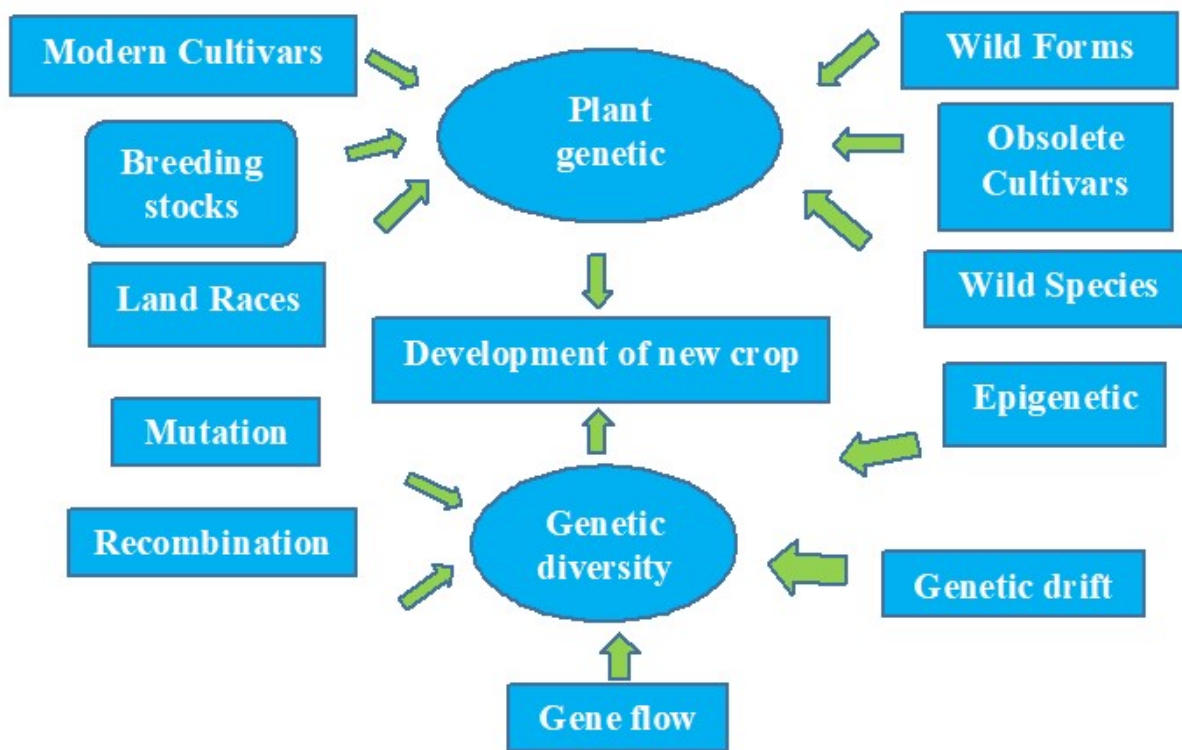 Modern Cultivars
Breeding
stocks
Land Races
Plant
genetic
Wild Forms
Obsolete
Cultivars
Wild Species
Development of new crop
Mutation
Recombination
Genetic
diversity
Epigenetic
Genetic drift
Gene flow